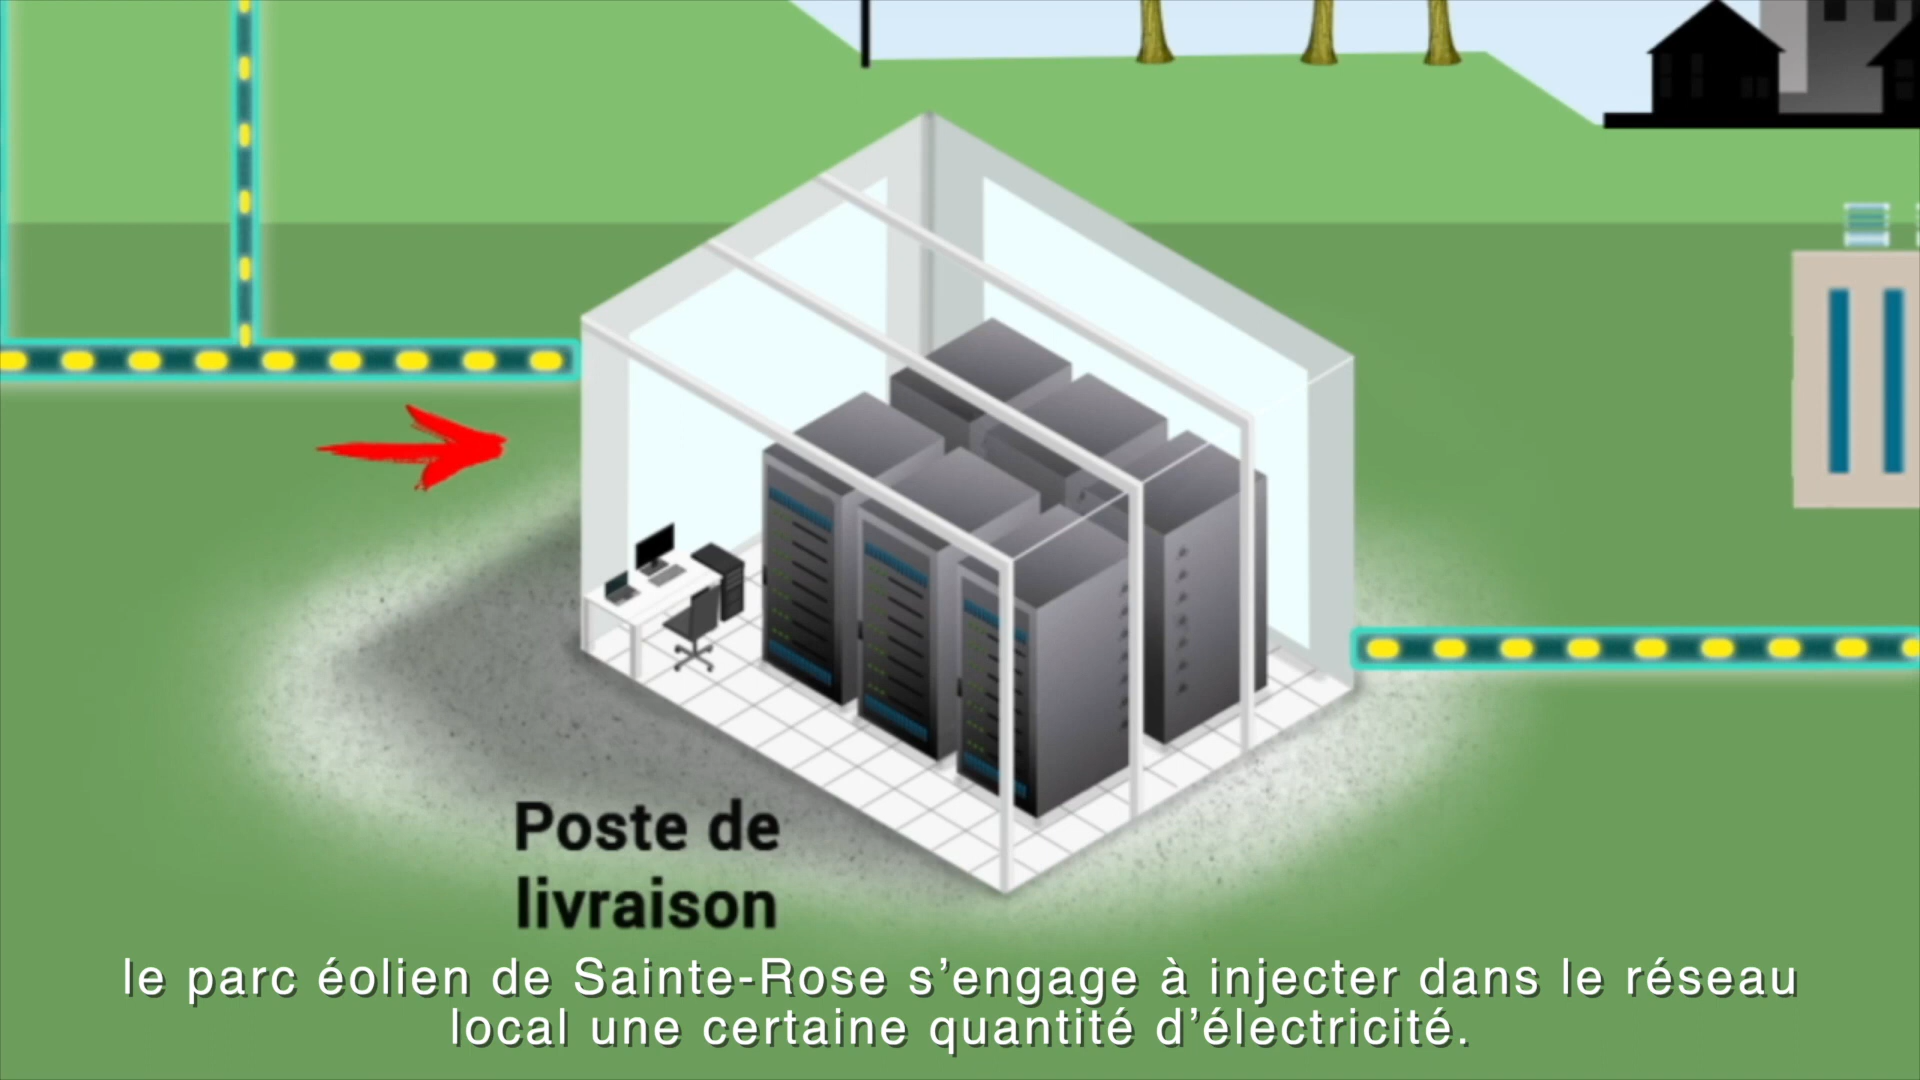 Poste de
livraison
le parc éolien de Sainte-Rose s’engage à injecter dans le réseau
local une certaine quantité d’électricité.